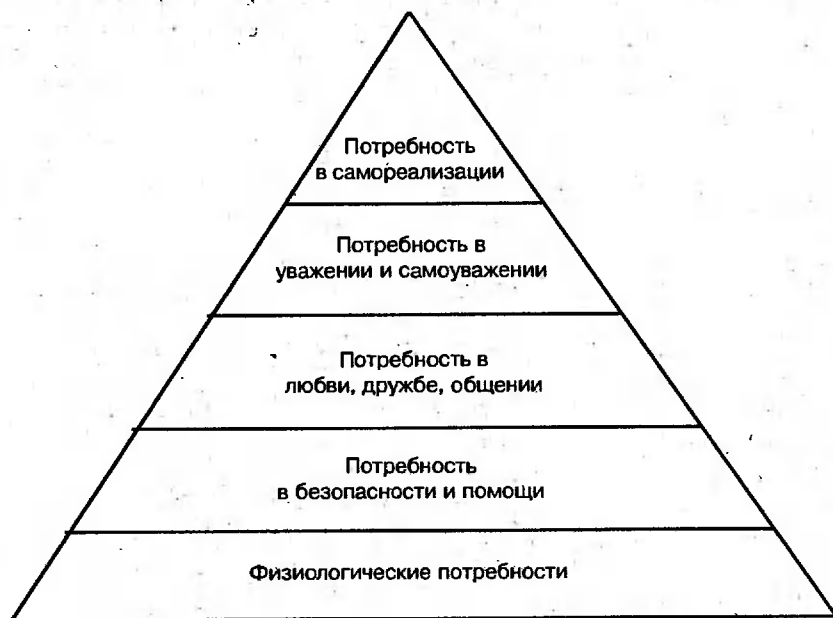 Потребность
в самореализации
Потребность в
уважении и самоуважении
Потребность в
любви, дружбе, общении
Потребность
в безопасности и помощи
Физиологические потребности